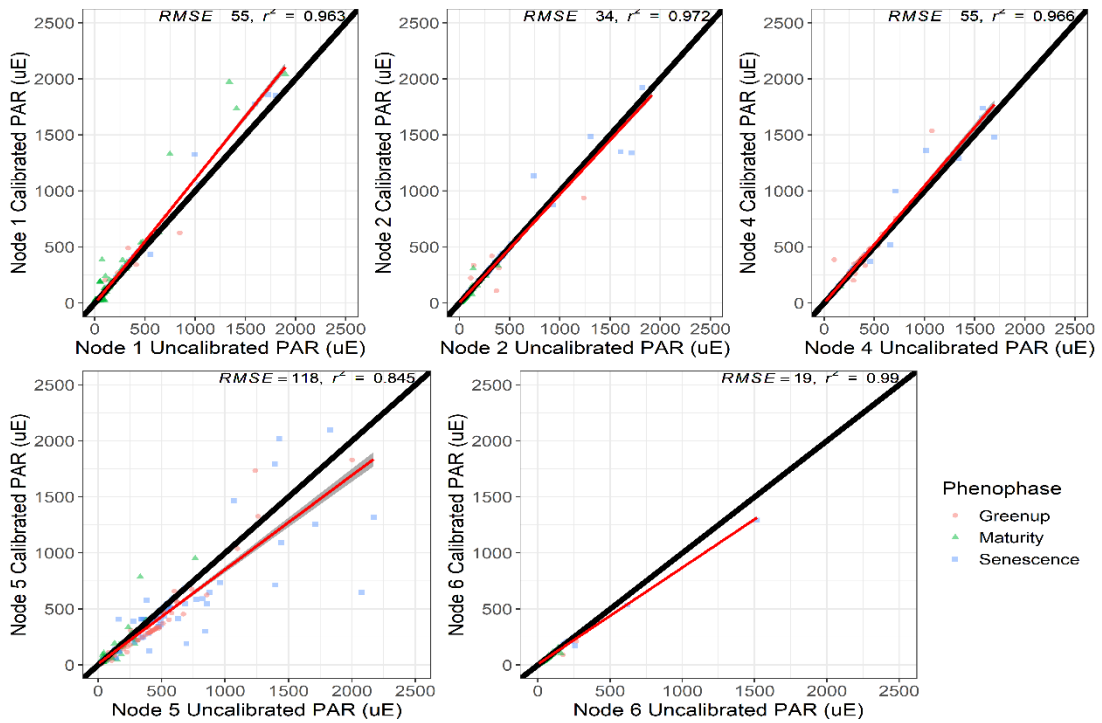 RMSE 55, r² = 0.963
2500
2000
1500
1000
500
0
Node 1 Calibrated PAR (uE)
0 500 1000 1500 2000 2500
Node 1 Uncalibrated PAR (uE)
RMSE 34, r² = 0.972
2500
2000
1500
1000
500
0
Node 2 Calibrated PAR (uE)
0 500 1000 1500 2000 2500
Node 2 Uncalibrated PAR (uE)
RMSE 55, r² = 0.966
2500
2000
1500
1000
500
0
Node 4 Calibrated PAR (uE)
0 500 1000 1500 2000 2500
Node 4 Uncalibrated PAR (uE)
RMSE = 118, r² = 0.845
2500
2000
1500
1000
500
0
Node 5 Calibrated PAR (uE)
0 500 1000 1500 2000 2500
Node 5 Uncalibrated PAR (uE)
RMSE = 19, r² = 0.99
2500
2000
1500
1000
500
0
Node 6 Calibrated PAR (uE)
0 500 1000 1500 2000 2500
Node 6 Uncalibrated PAR (uE)
Phenophase
Greenup
Maturity
Senescence